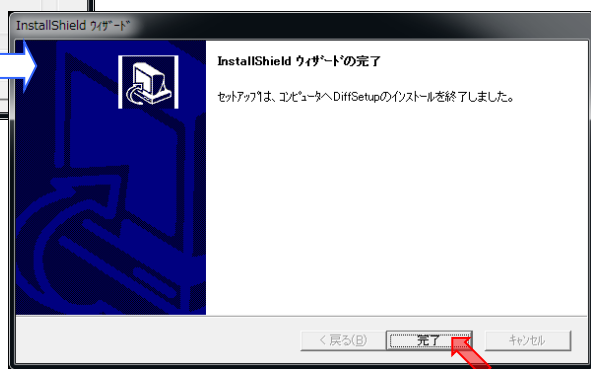 InstallShield ｳｨｻﾞｰﾄﾞ
InstallShield ｳｨｻﾞｰﾄﾞの完了
ｾｯﾄｱｯﾌﾟは、ｺﾝﾋﾟｭｰﾀへDiffSetupのｲﾝｽﾄｰﾙを終了しました。
< 戻る(B)
完了
ｷｬﾝｾﾙ